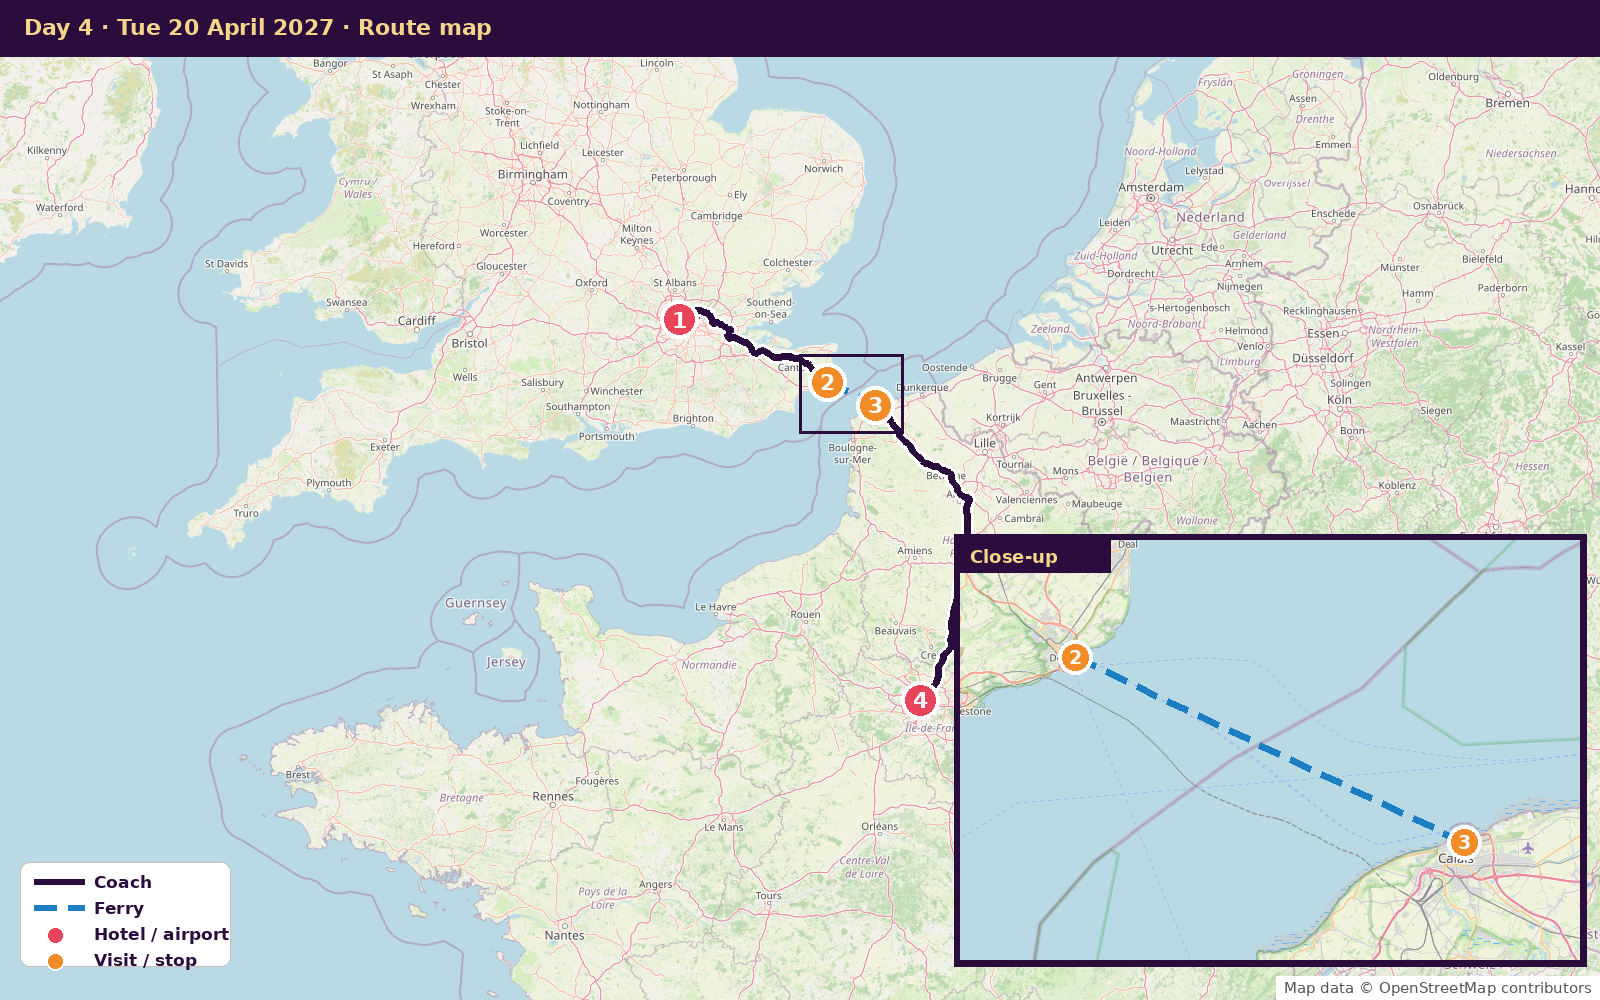 Day 4 · Tue 20 April 2027 · Route map
Bangor
Lincoln
St Asaph
Chester
Wrexham
Stoke-on-
Trent
Nottingham
Kilkenny
Lichfield
Leicester
Birmingham
Peterborough
Norwich
Cymru /
Wales
Coventry
Ely
Cambridge
Waterford
Worcester
Milton
Keynes
Hereford
St Davids
Gloucester
Colchester
Oxford
St Albans
Swansea
Southend-
on-Sea
Cardiff
1
Bristol
Wells
Salisbury
Winchester
Southampton
Portsmouth
Brighton
Exeter
Plymouth
Truro
2
3
Oldenburg
Bremen
Groningen
Fryslân
Assen
Drenthe
Emmen
Noord-Holland
Niedersachsen
Lelystad
Amsterdam
Overijssel
Leiden
Nederland
Enschede
Osnabrück
Gelderland
Utrecht
Ede
Zuid-Holland
Arnhem
Bielefeld
Dordrecht
Nijmegen
Münster
Paderborn
Hamm
's-Hertogenbosch
Recklinghausen
Zeeland
Noord-Brabant
Helmond
Essen
Nordrhein-
Westfalen
Venlo
Kassel
Limburg
Düsseldorf
Oostende
Brugge
Gent
Antwerpen
Solingen
Dunkerque
Bruxelles -
Brussel
Köln
Kortrijk
Maastricht
Aachen
Siegen
Bonn
Lille
Boulogne-
sur-Mer
Tournai
Mons
België / Belgique /
Belgien
Hessen
Koblenz
Valenciennes
Maubeuge
Cambrai
Wallonie
Amiens
Guernsey
Le Havre
Rouen
Beauvais
Jersey
Normandie
4
Brest
Fougères
Bretagne
Rennes
Le Mans
Orléans
Centre-Val
de Loire
Pays de la
Loire
Angers
Tours
Nantes
Close-up
Deal
2
3
Calais
Coach
Ferry
Hotel / airport
Visit / stop
Map data © OpenStreetMap contributors